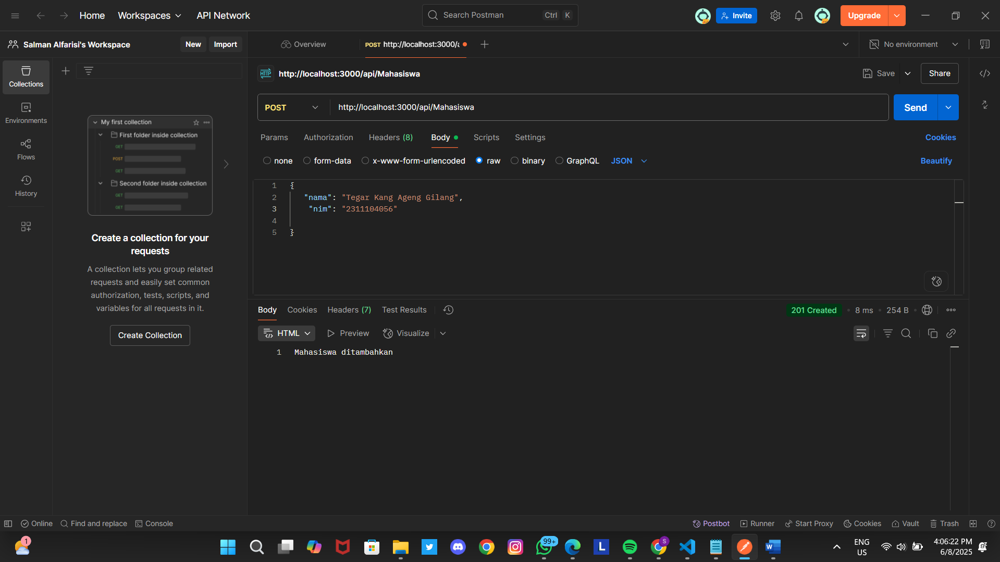 Home
Workspaces
API Network
Search Postman
Ctrl K
Invite
Upgrade
Salman Alfarisi's Workspace
New
Import
Overview
POST http://localhost:3000/a
No environment
Collections
Environments
Flows
History
My first collection
First folder inside collection
GET
POST
GET
Second folder inside collection
GET
GET
Create a collection for your
requests
A collection lets you group related
requests and easily set common
authorization, tests, scripts, and
variables for all requests in it.
Create Collection
HTTP
http://localhost:3000/api/Mahasiswa
Save
Share
POST
http://localhost:3000/api/Mahasiswa
Send
Params
Authorization
Headers (8)
Body
Scripts
Settings
Cookies
none
form-data
x-www-form-urlencoded
raw
binary
GraphQL
JSON
Beautify
1 {
2 "nama": "Tegar Kang Ageng Gilang",
3 "nim": "2311104056"
4
5 }
Body
Cookies
Headers (7)
Test Results
201 Created
8 ms
254 B
HTML
Preview
Visualize
1 Mahasiswa ditambahkan
Online
Find and replace
Console
Postbot
Runner
Start Proxy
Cookies
Vault
Trash
1
99+
L
S
W
ENG
US
4:06:22 PM
6/8/2025